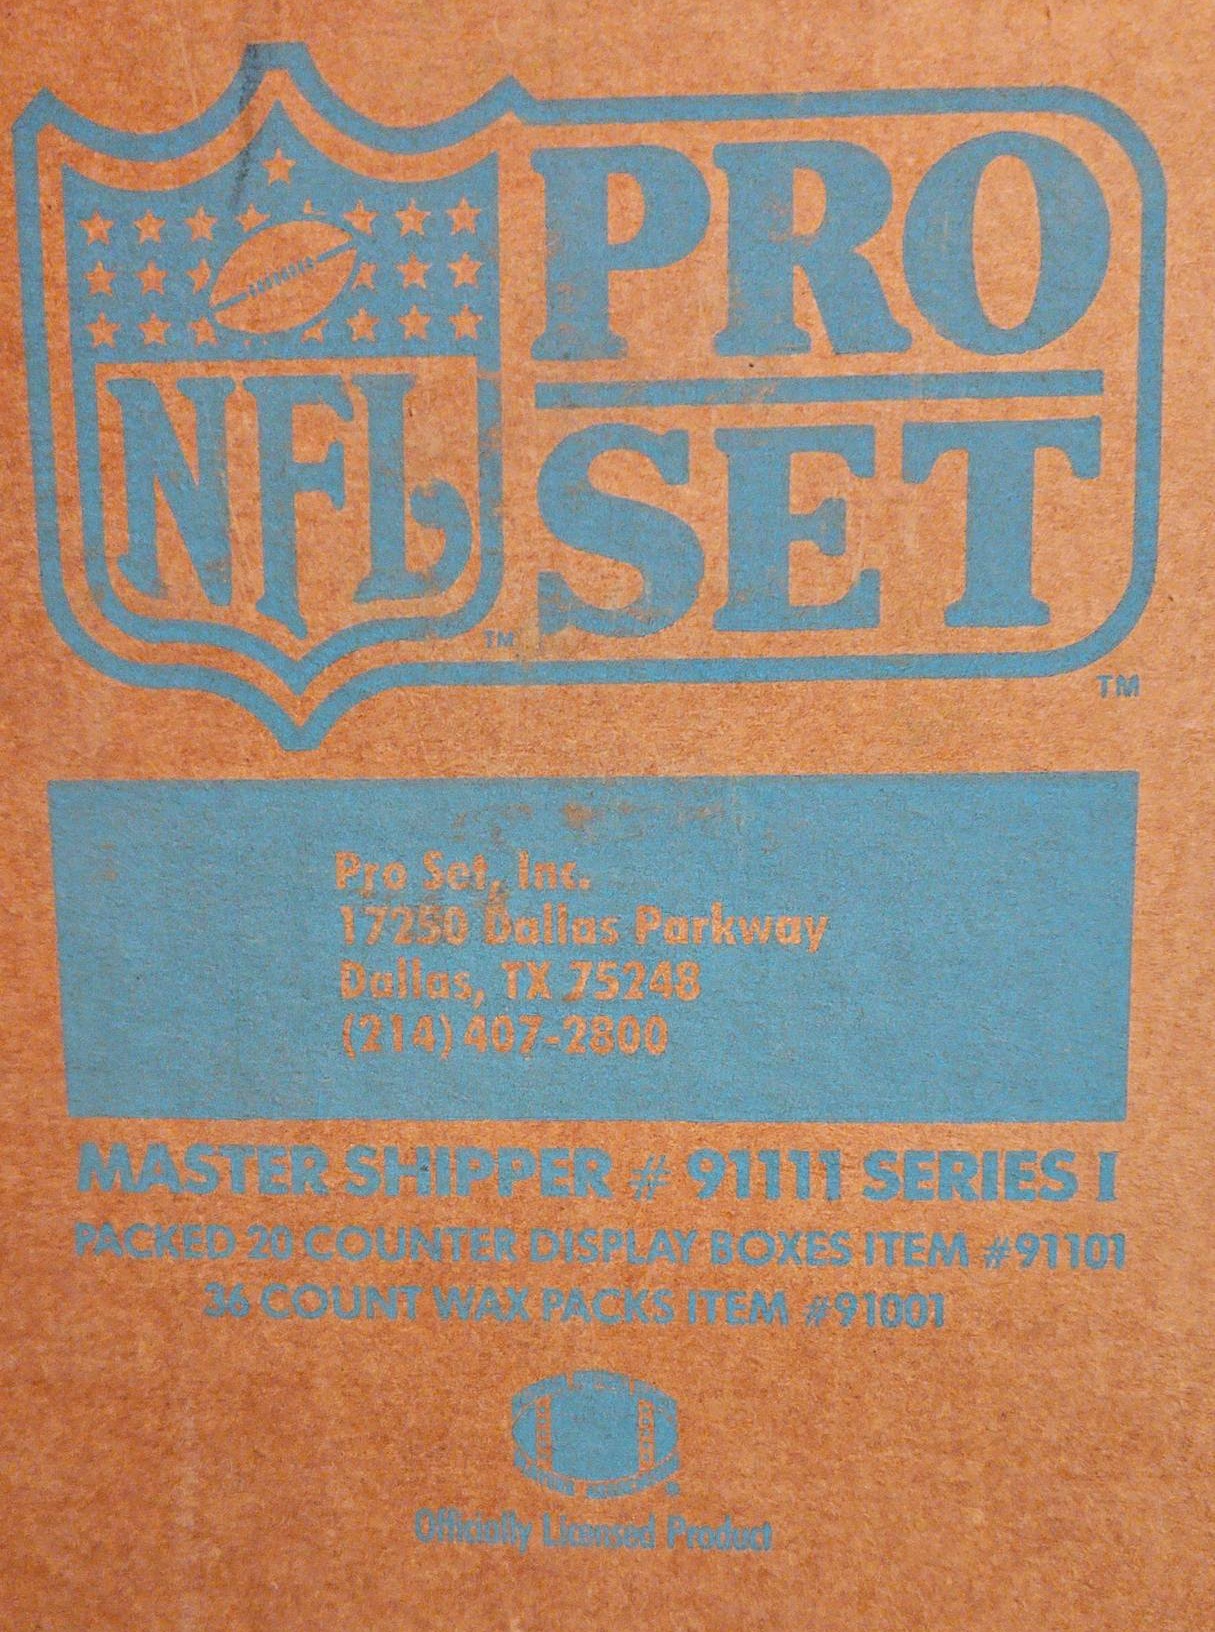 PRO
SET
NFL
TM
TM
Pro Set, Inc.
17250 Dallas Parkway
Dallas, TX 75248
(214) 407-2800
MASTER SHIPPER # 91111 SERIES I
PACKED 20 COUNTER DISPLAY BOXES ITEM #91101
36 COUNT WAX PACKS ITEM #91001
Officially Licensed Product